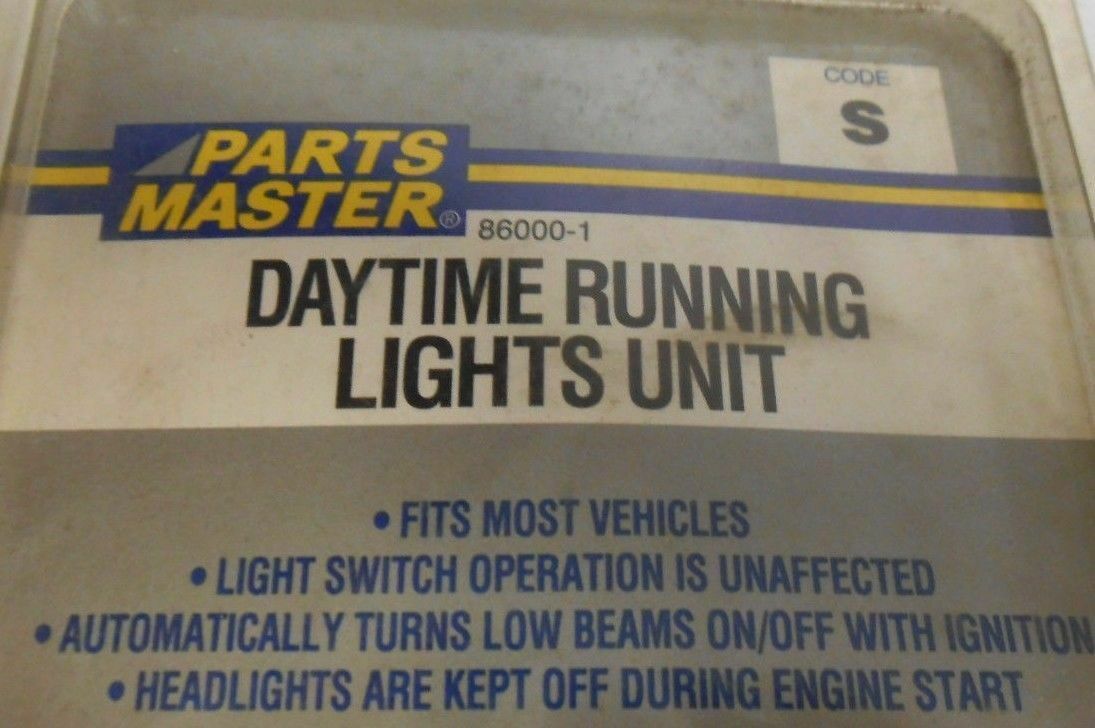 CODE
S
PARTS
MASTER®
86000-1
DAYTIME RUNNING
LIGHTS UNIT
• FITS MOST VEHICLES
• LIGHT SWITCH OPERATION IS UNAFFECTED
• AUTOMATICALLY TURNS LOW BEAMS ON/OFF WITH IGNITION
• HEADLIGHTS ARE KEPT OFF DURING ENGINE START